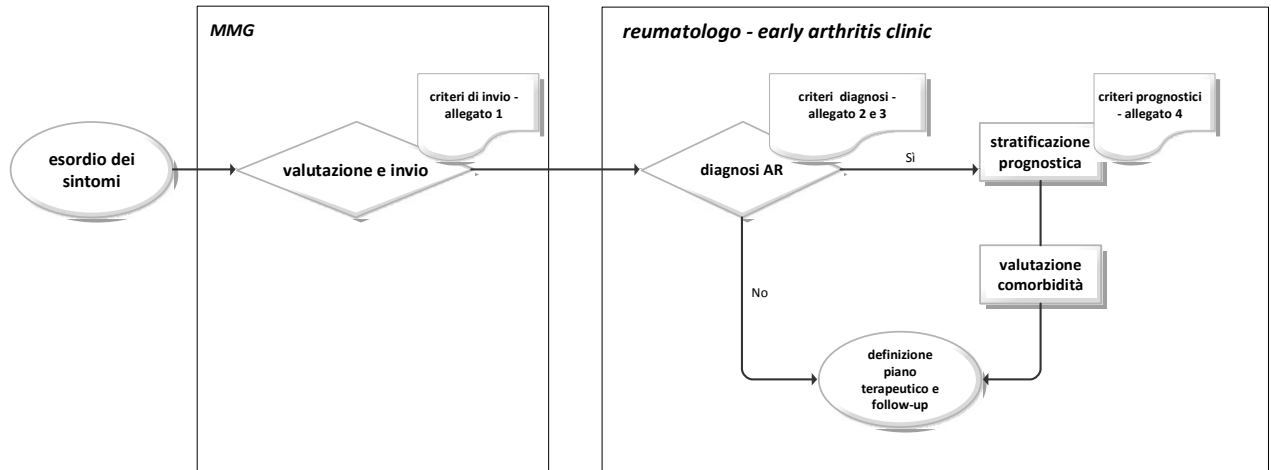 MMG
reumatologo - early arthritis clinic
criteri di invio -
allegato 1
criteri diagnosi -
allegato 2 e 3
criteri prognostici
- allegato 4
esordio dei
sintomi
valutazione e invio
diagnosi AR
Sì
stratificazione
prognostica
valutazione
comorbidità
No
definizione
piano
terapeutico e
follow-up